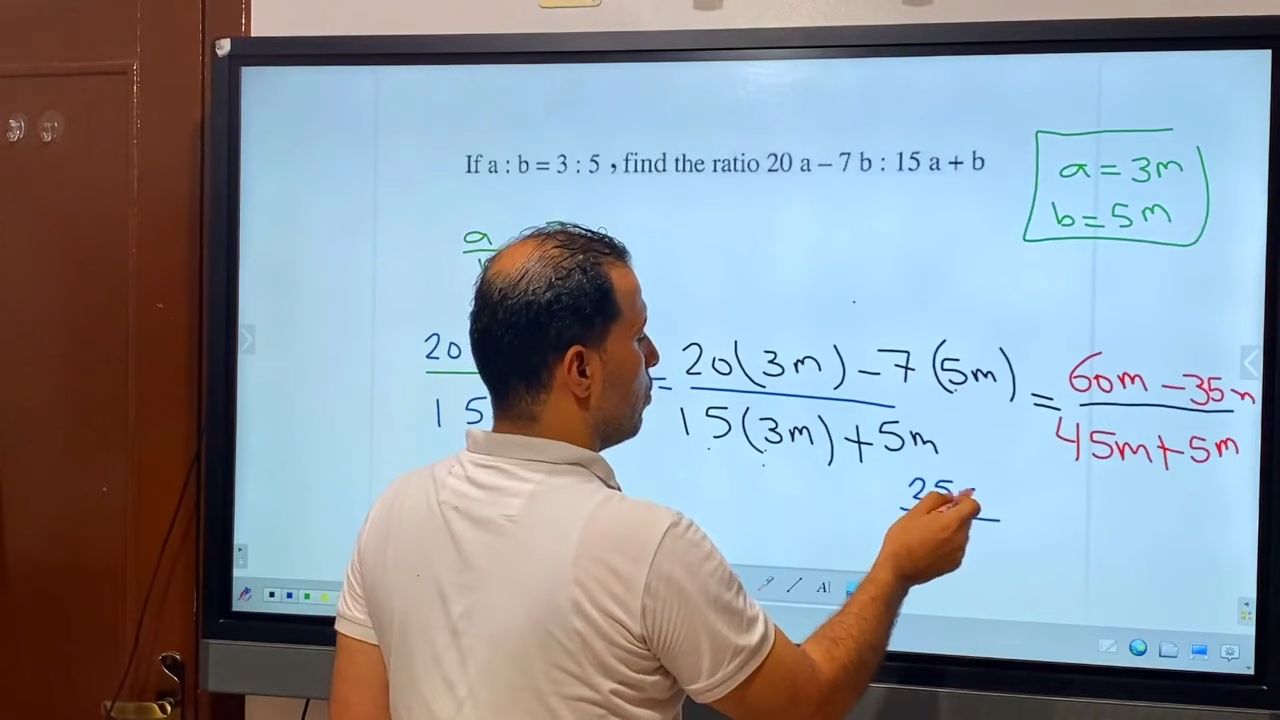 If a : b = 3 : 5 , find the ratio 20 a – 7 b : 15 a + b
a = 3m
b = 5m
a
20 = 20(3m) – 7 (5m) = 60m – 35m
15 15(3m) + 5m 45m + 5m
25
A